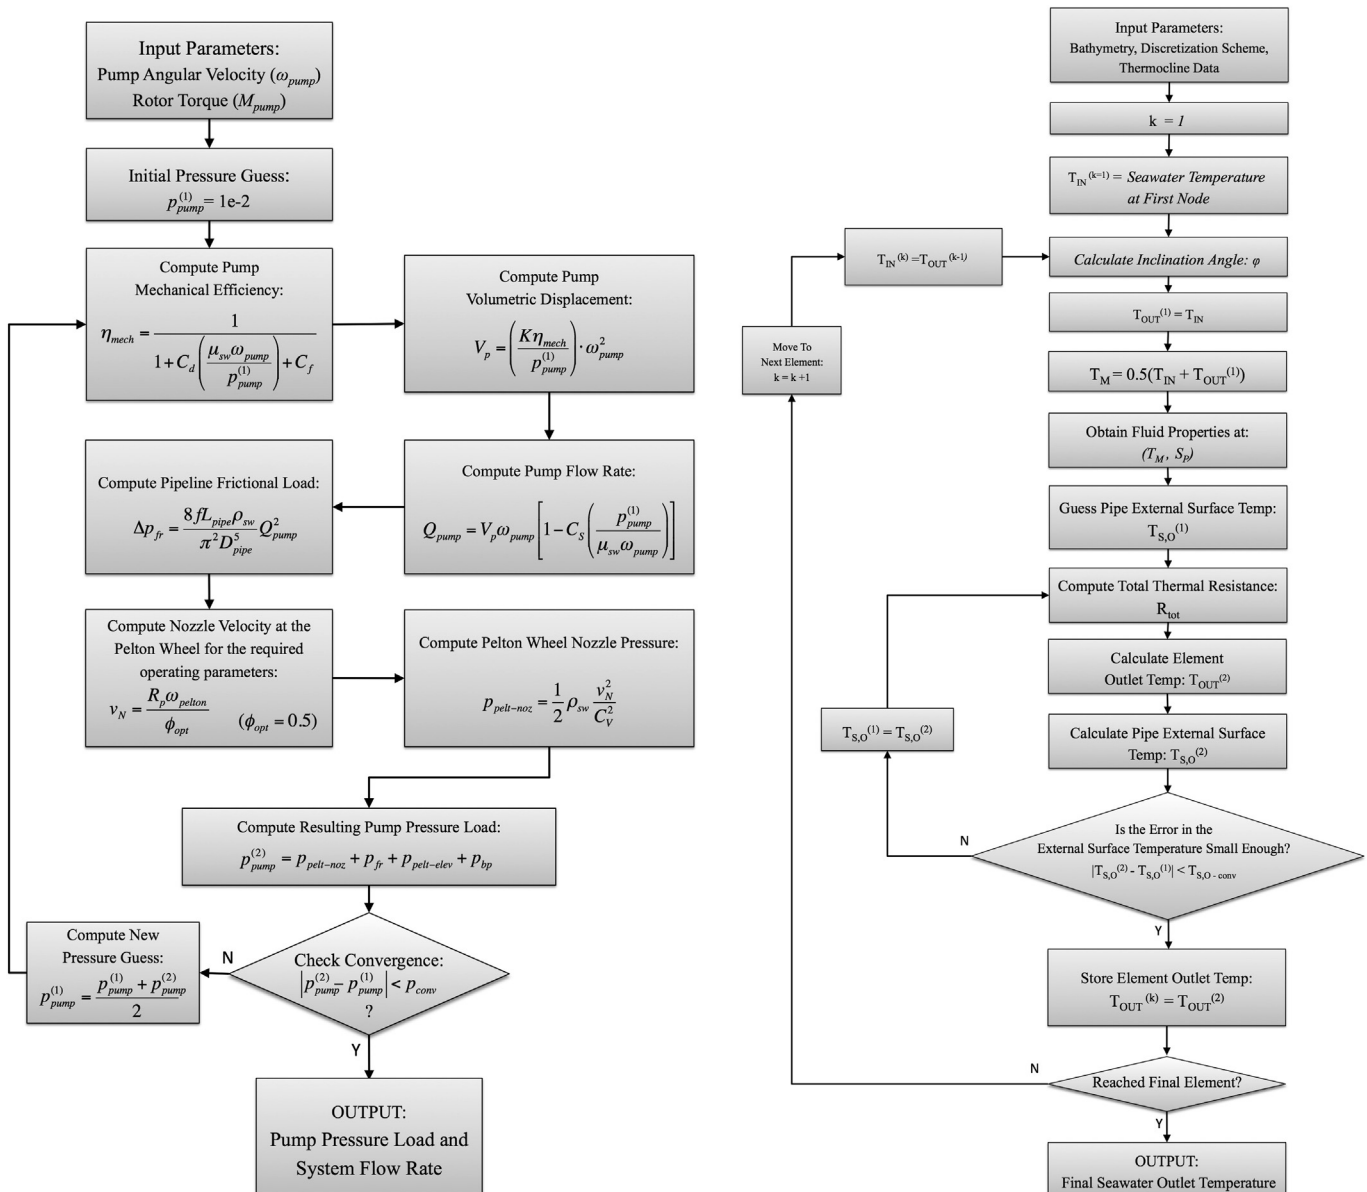 Input Parameters:
Pump Angular Velocity (ω_pump)
Rotor Torque (M_pump)
Initial Pressure Guess:
p_pump^(1) = 1e-2
Compute Pump
Mechanical Efficiency:
η_mech = 1 / (1 + C_d (μ_sw ω_pump / p_pump^(1)) + C_f)
Compute Pump
Volumetric Displacement:
V_p = (K η_mech / p_pump^(1)) · ω_pump^2
Compute Pump Flow Rate:
Q_pump = V_p ω_pump [1 − C_S (p_pump^(1) / (μ_sw ω_pump))]
Compute Pipeline Frictional Load:
Δp_fr = (8 f L_pipe ρ_sw / (π^2 D_pipe^5)) Q_pump^2
Compute Nozzle Velocity at the
Pelton Wheel for the required
operating parameters:
v_N = R_p ω_pelton / ϕ_opt (ϕ_opt = 0.5)
Compute Pelton Wheel Nozzle Pressure:
p_pelt−noz = (1/2) ρ_sw (v_N^2 / C_V^2)
Compute Resulting Pump Pressure Load:
p_pump^(2) = p_pelt−noz + p_fr + p_pelt−elev + p_bp
Check Convergence:
|p_pump^(2) − p_pump^(1)| < p_conv
?
N
Compute New
Pressure Guess:
p_pump^(1) = (p_pump^(1) + p_pump^(2)) / 2
Y
OUTPUT:
Pump Pressure Load and
System Flow Rate
Input Parameters:
Bathymetry, Discretization Scheme,
Thermocline Data
k = 1
T_IN^(k=1) = Seawater Temperature
at First Node
T_IN^(k) = T_OUT^(k-1)
Calculate Inclination Angle: φ
T_OUT^(1) = T_IN
Move To
Next Element:
k = k +1
T_M = 0.5(T_IN + T_OUT^(1))
Obtain Fluid Properties at:
(T_M, S_P)
Guess Pipe External Surface Temp:
T_S,O^(1)
Compute Total Thermal Resistance:
R_tot
Calculate Element
Outlet Temp: T_OUT^(2)
T_S,O^(1) = T_S,O^(2)
Calculate Pipe External Surface
Temp: T_S,O^(2)
N
Is the Error in the
External Surface Temperature Small Enough?
|T_S,O^(2) - T_S,O^(1)| < T_S,O - conv
Y
Store Element Outlet Temp:
T_OUT^(k) = T_OUT^(2)
N
Reached Final Element?
Y
OUTPUT:
Final Seawater Outlet Temperature